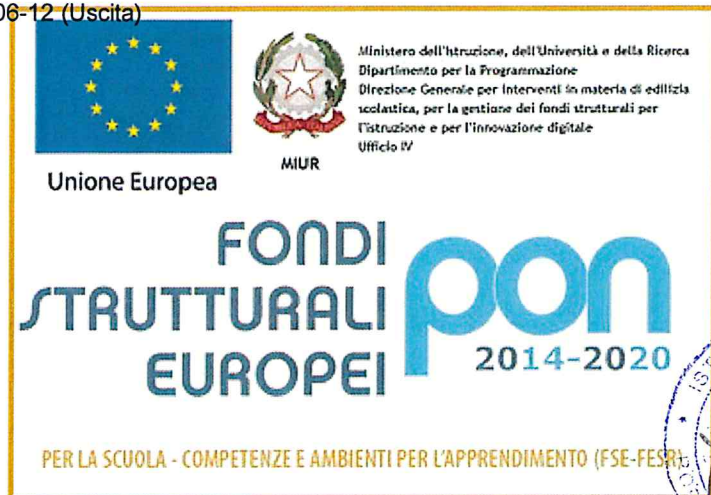 06-12 (Uscita)
Ministero dell'Istruzione, dell'Università e della Ricerca
Dipartimento per la Programmazione
Direzione Generale per interventi in materia di edilizia
scolastica, per la gestione dei fondi strutturali per
l'istruzione e per l'innovazione digitale
Ufficio IV
MIUR
Unione Europea
FONDI
STRUTTURALI
EUROPEI
pon
2014-2020
PER LA SCUOLA - COMPETENZE E AMBIENTI PER L'APPRENDIMENTO (FSE-FESR)